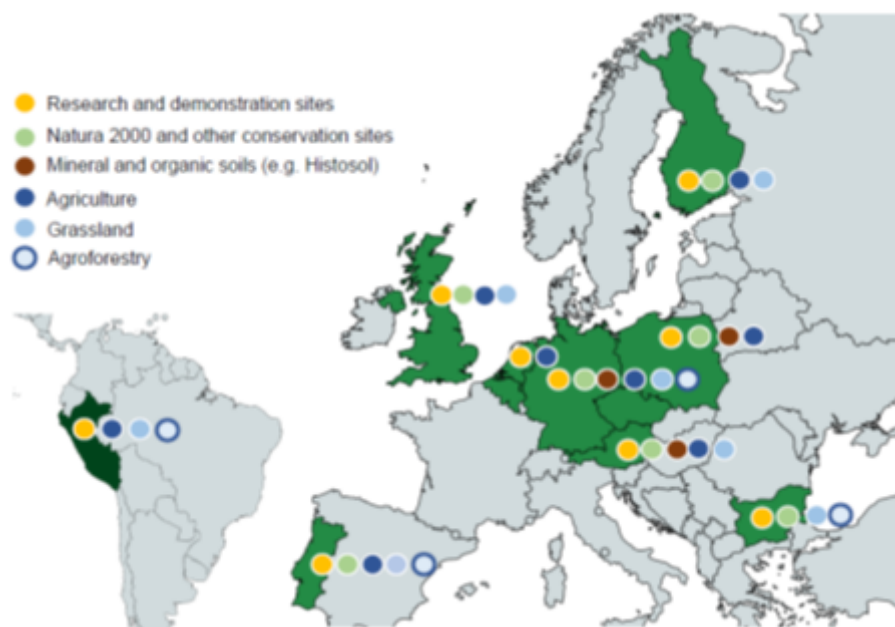 Research and demonstration sites
Natura 2000 and other conservation sites
Mineral and organic soils (e.g. Histosol)
Agriculture
Grassland
Agroforestry